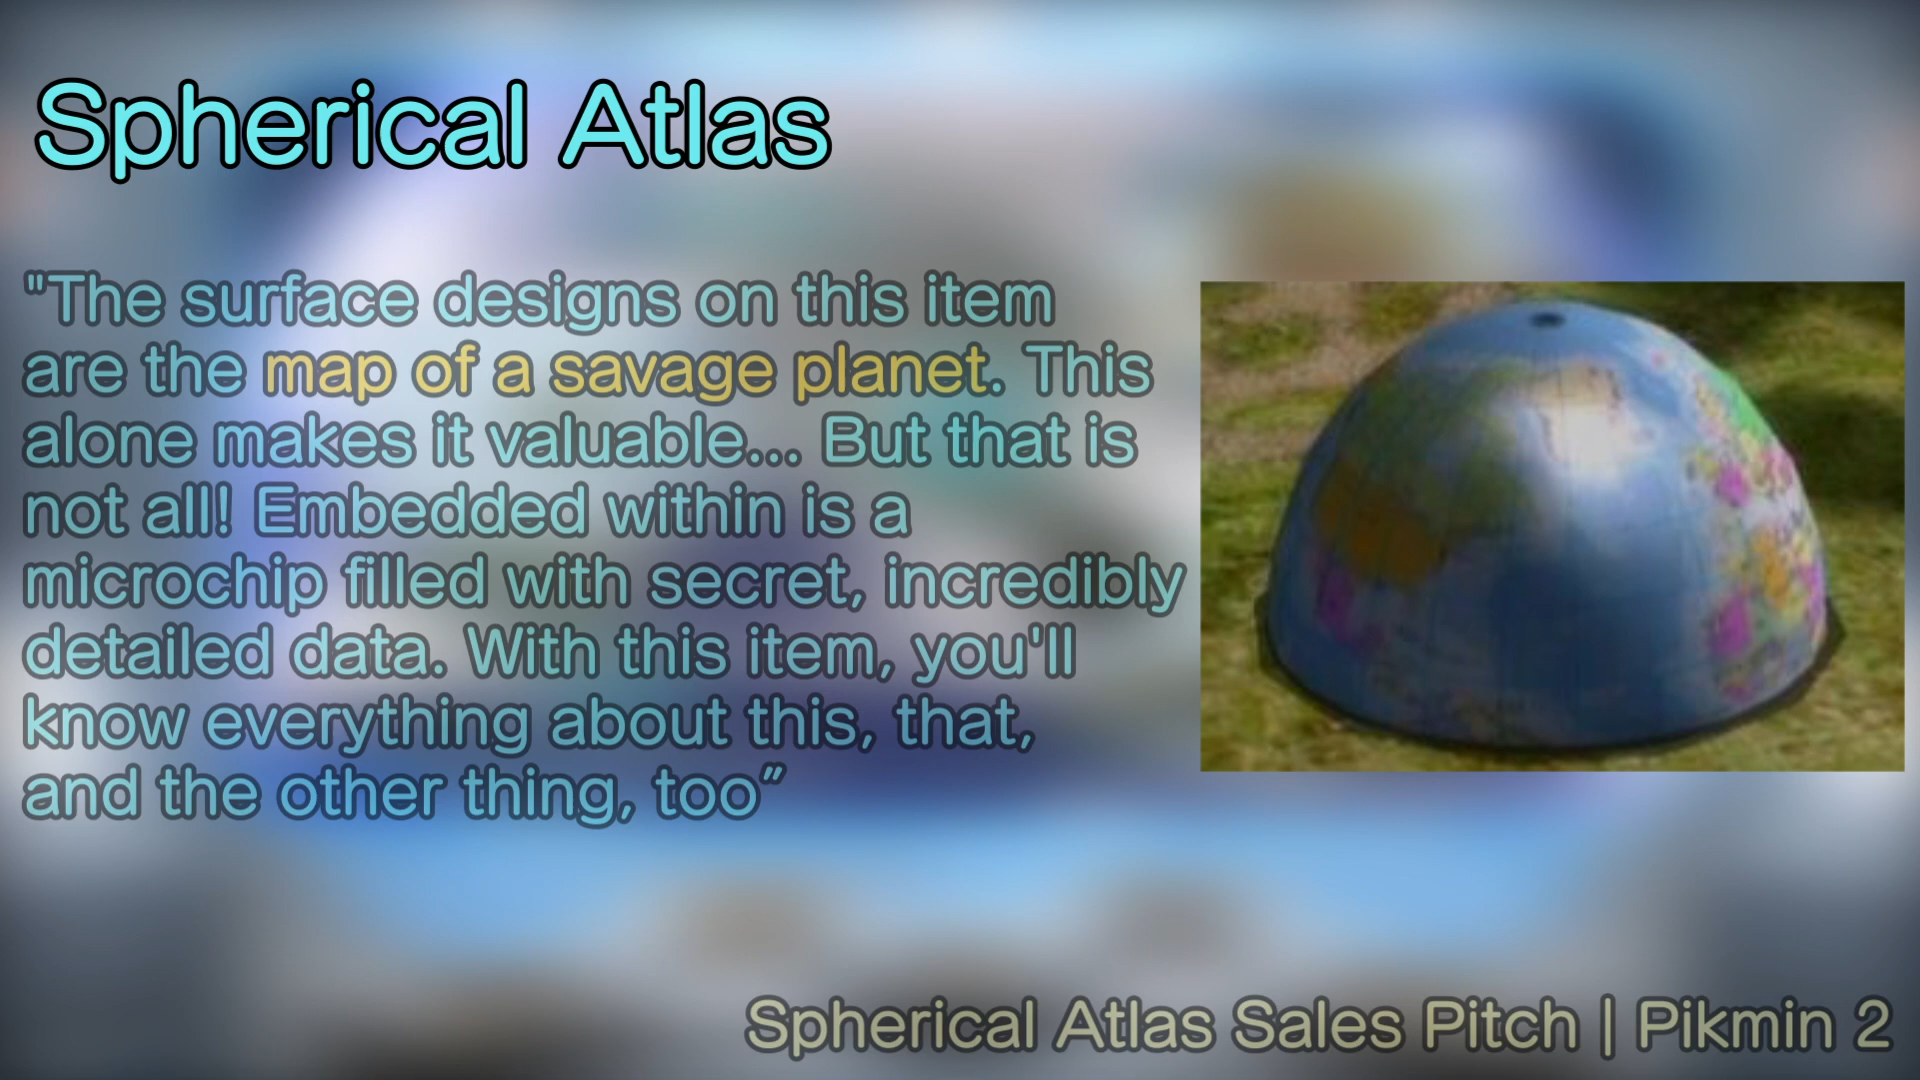 Spherical Atlas
"The surface designs on this item
are the map of a savage planet. This
alone makes it valuable... But that is
not all! Embedded within is a
microchip filled with secret, incredibly
detailed data. With this item, you'll
know everything about this, that,
and the other thing, too”
Spherical Atlas Sales Pitch | Pikmin 2